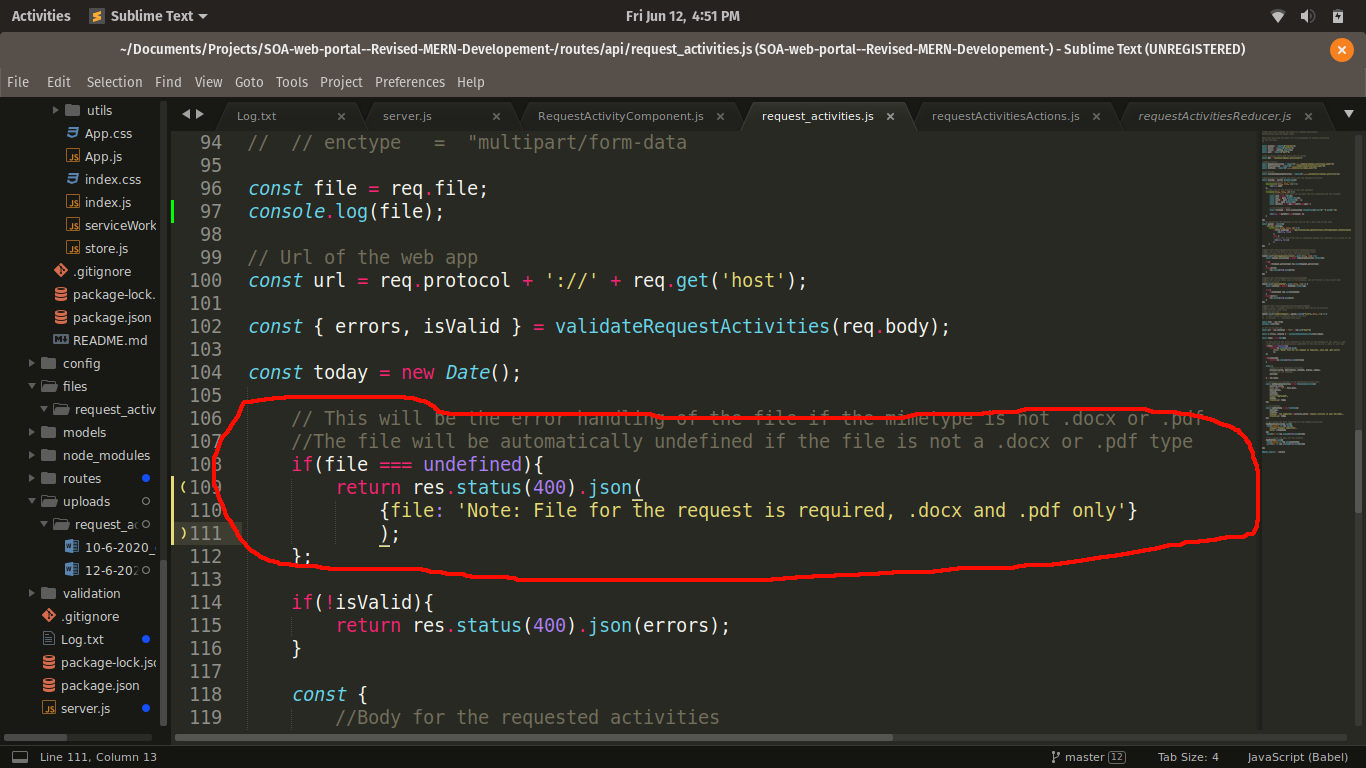 Activities
Sublime Text
Fri Jun 12, 4:51 PM
~/Documents/Projects/SOA-web-portal--Revised-MERN-Developement-/routes/api/request_activities.js (SOA-web-portal--Revised-MERN-Developement-) - Sublime Text (UNREGISTERED)
File Edit Selection Find View Goto Tools Project Preferences Help
utils
App.css
App.js
index.css
index.js
serviceWork
store.js
.gitignore
package-lock.
package.json
README.md
config
files
request_activ
models
node_modules
routes
uploads
request_ac
10-6-2020_
12-6-202
validation
.gitignore
Log.txt
package-lock.jso
package.json
server.js
Log.txt
server.js
RequestActivityComponent.js
request_activities.js
requestActivitiesActions.js
requestActivitiesReducer.js
94 // // enctype = "multipart/form-data
95
96 const file = req.file;
97 console.log(file);
98
99 // Url of the web app
100 const url = req.protocol + '://' + req.get('host');
101
102 const { errors, isValid } = validateRequestActivities(req.body);
103
104 const today = new Date();
105
106 // This will be the error handling of the file if the mimetype is not .docx or .pdf
107 //The file will be automatically undefined if the file is not a .docx or .pdf type
108 if(file === undefined){
109 return res.status(400).json(
110 {file: 'Note: File for the request is required, .docx and .pdf only'}
111 );
112 };
113
114 if(!isValid){
115 return res.status(400).json(errors);
116 }
117
118 const {
119 //Body for the requested activities
Line 111, Column 13
master 12
Tab Size: 4
JavaScript (Babel)